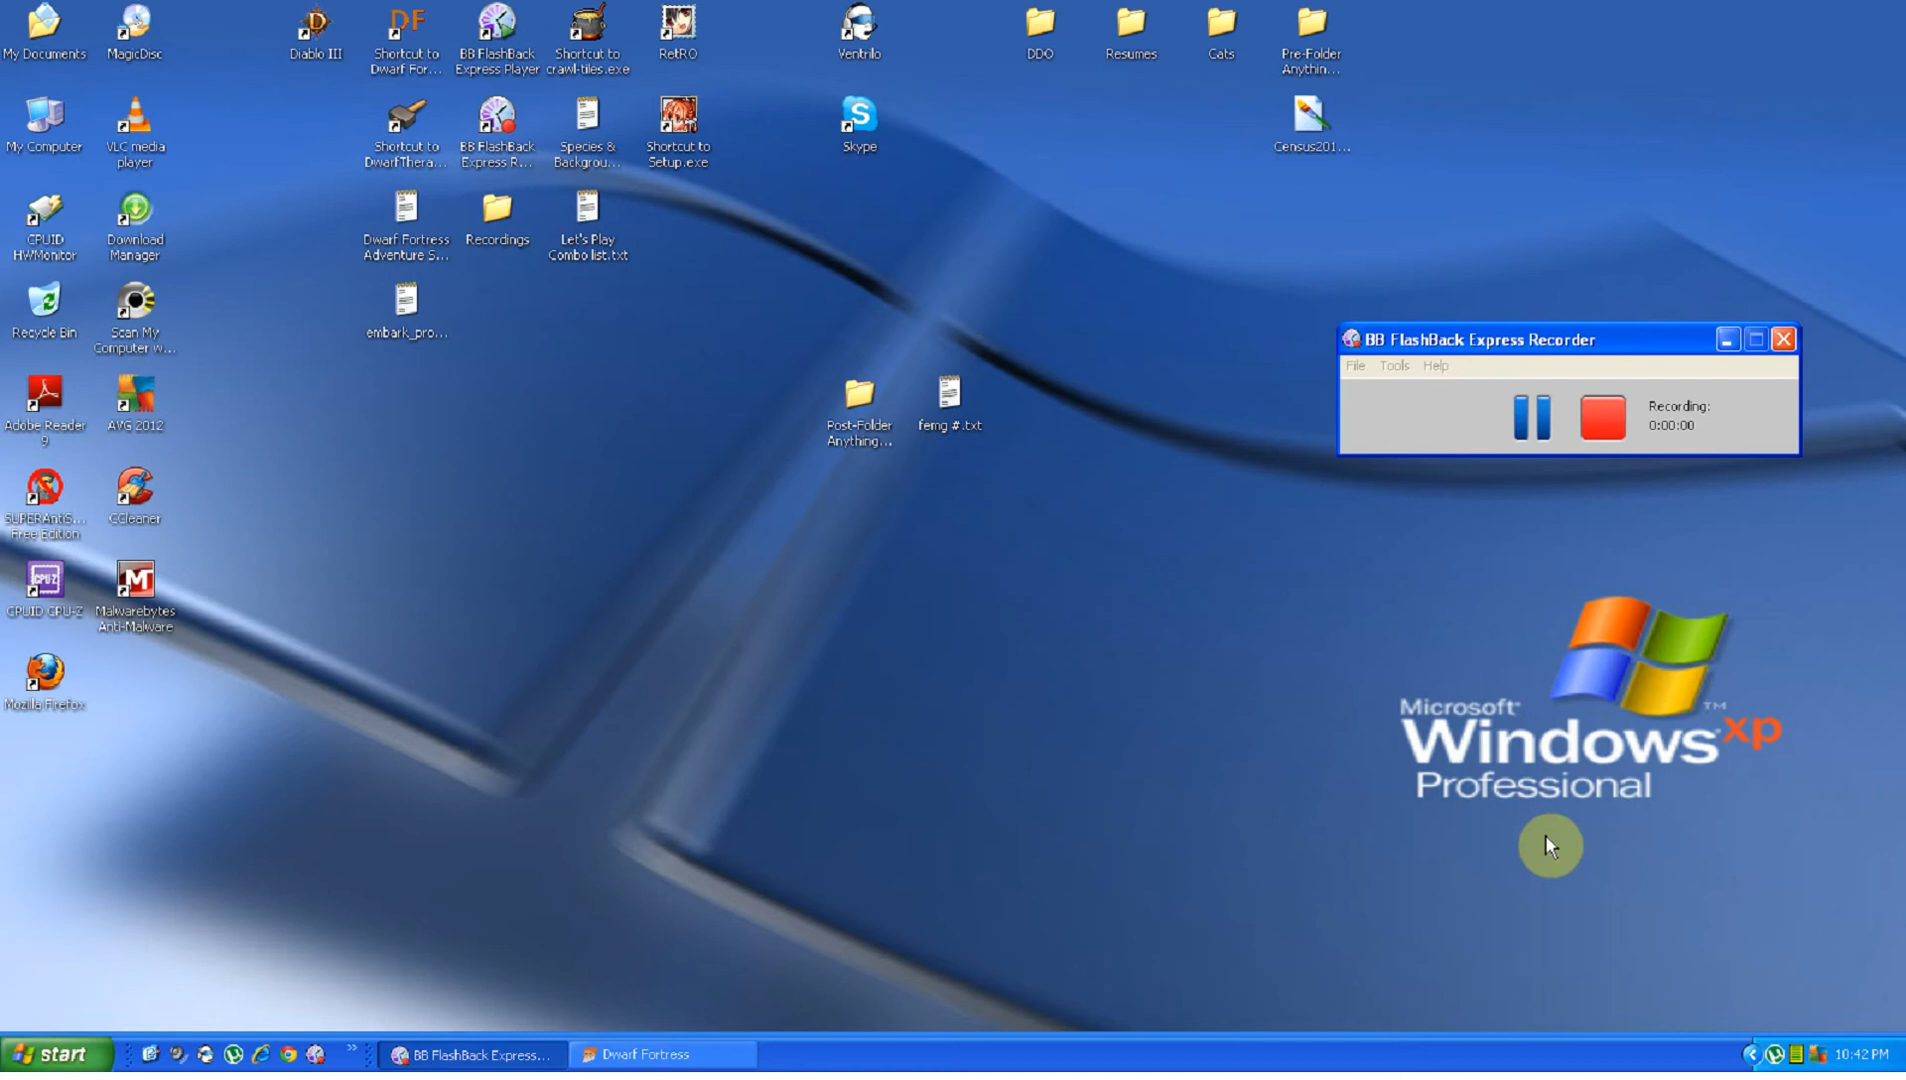 My Documents
MagicDisc
Diablo III
Shortcut to
Dwarf For...
BB FlashBack
Express Player
Shortcut to
crawl-tiles.exe
RetRO
Ventrilo
DDO
Resumes
Cats
Pre-Folder
Anythin...
My Computer
VLC media
player
Shortcut to
DwarfThera...
BB FlashBack
Express R...
Species &
Backgrou...
Shortcut to
Setup.exe
Skype
Census201...
CPUID
HWMonitor
Download
Manager
Dwarf Fortress
Adventure S...
Recordings
Let's Play
Combo list.txt
Recycle Bin
Scan My
Computer w...
embark_pro...
BB FlashBack Express Recorder
File Tools Help
Recording:
0:00:00
Adobe Reader
9
AVG 2012
Post-Folder
Anything...
femg #.txt
SUPERAntiS...
Free Edition
CCleaner
CPUID CPU-Z
Malwarebytes
Anti-Malware
Mozilla Firefox
Microsoft®
Windows xp
TM
Professional
start
BB FlashBack Express...
Dwarf Fortress
10:42 PM